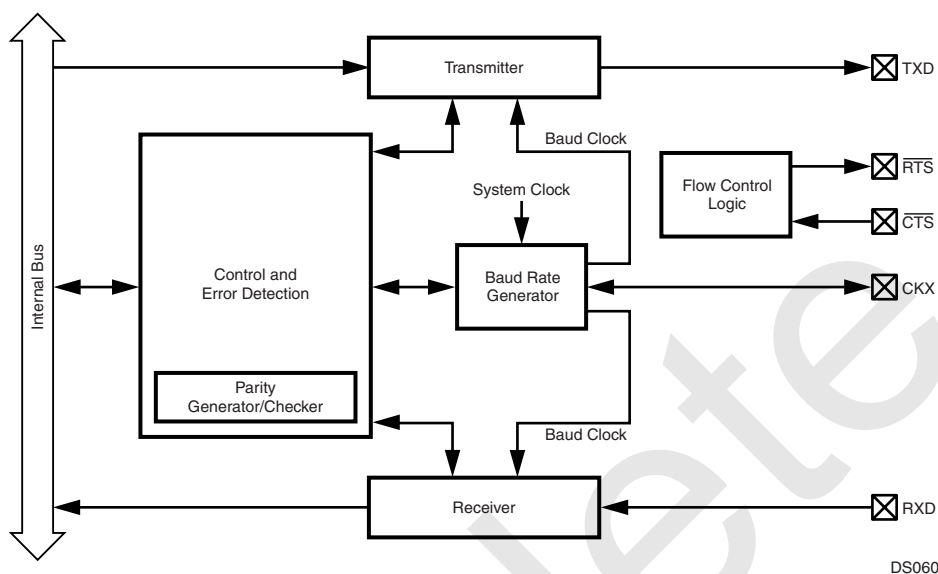 Transmitter
TXD
Baud Clock
RTS
System Clock
Flow Control
Logic
CTS
Internal Bus
Control and
Error Detection
Baud Rate
Generator
CKX
Parity
Generator/Checker
Baud Clock
Receiver
RXD
DS060
lete